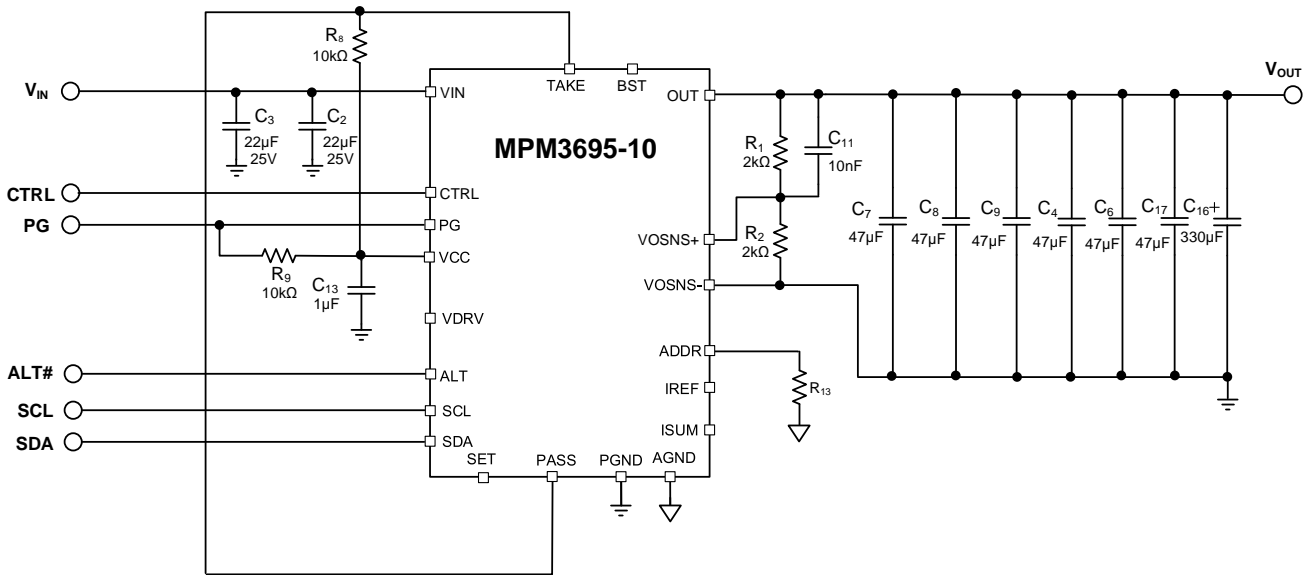 R₈
10kΩ
VIN
C₃
22µF
25V
C₂
22µF
25V
CTRL
PG
R₉
10kΩ
C₁₃
1µF
ALT#
SCL
SDA
TAKE
BST
VIN
OUT
MPM3695-10
CTRL
PG
VCC
VDRV
ALT
SCL
SDA
SET
PASS
PGND
AGND
VOSNS+
VOSNS-
ADDR
IREF
ISUM
R₁
2kΩ
C₁₁
10nF
R₂
2kΩ
R₁₃
VOUT
C₇
47µF
C₈
47µF
C₉
47µF
C₄
47µF
C₆
47µF
C₁₇
47µF
C₁₆+
330µF